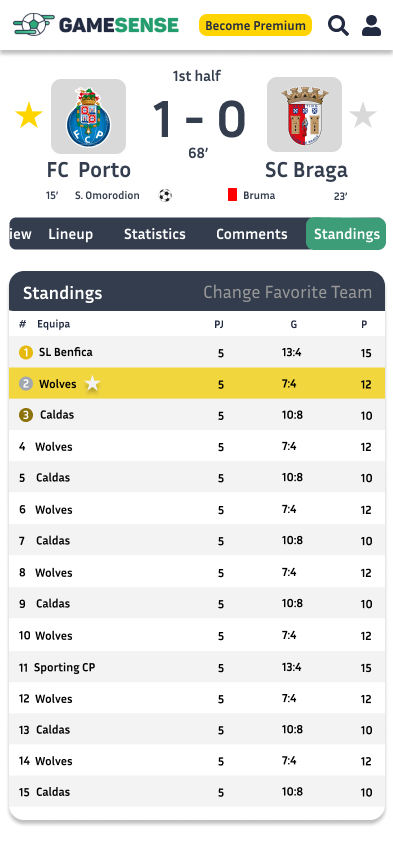 GAMESENSE Become Premium
1st half
1 - 0
68’
FC Porto SC Braga
15’ S. Omorodion Bruma 23’
iew Lineup Statistics Comments Standings
Standings Change Favorite Team
# Equipa PJ G P
1 SL Benfica 5 13:4 15
2 Wolves 5 7:4 12
3 Caldas 5 10:8 10
4 Wolves 5 7:4 12
5 Caldas 5 10:8 10
6 Wolves 5 7:4 12
7 Caldas 5 10:8 10
8 Wolves 5 7:4 12
9 Caldas 5 10:8 10
10 Wolves 5 7:4 12
11 Sporting CP 5 13:4 15
12 Wolves 5 7:4 12
13 Caldas 5 10:8 10
14 Wolves 5 7:4 12
15 Caldas 5 10:8 10